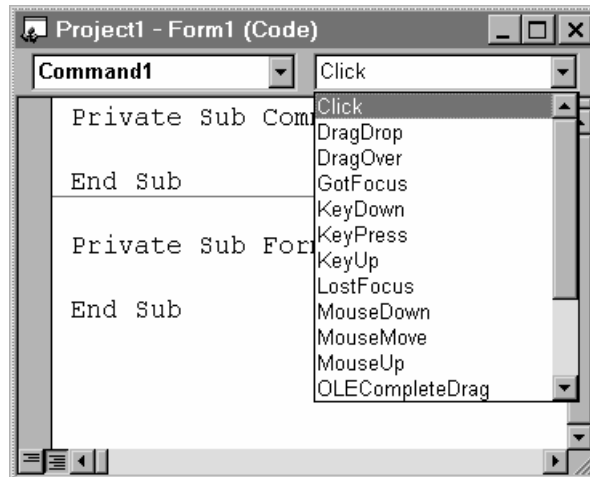 Project1 - Form1 (Code)
Command1 Click
Private Sub Com
End Sub
Private Sub For
End Sub
Click
DragDrop
DragOver
GotFocus
KeyDown
KeyPress
KeyUp
LostFocus
MouseDown
MouseMove
MouseUp
OLECompleteDrag